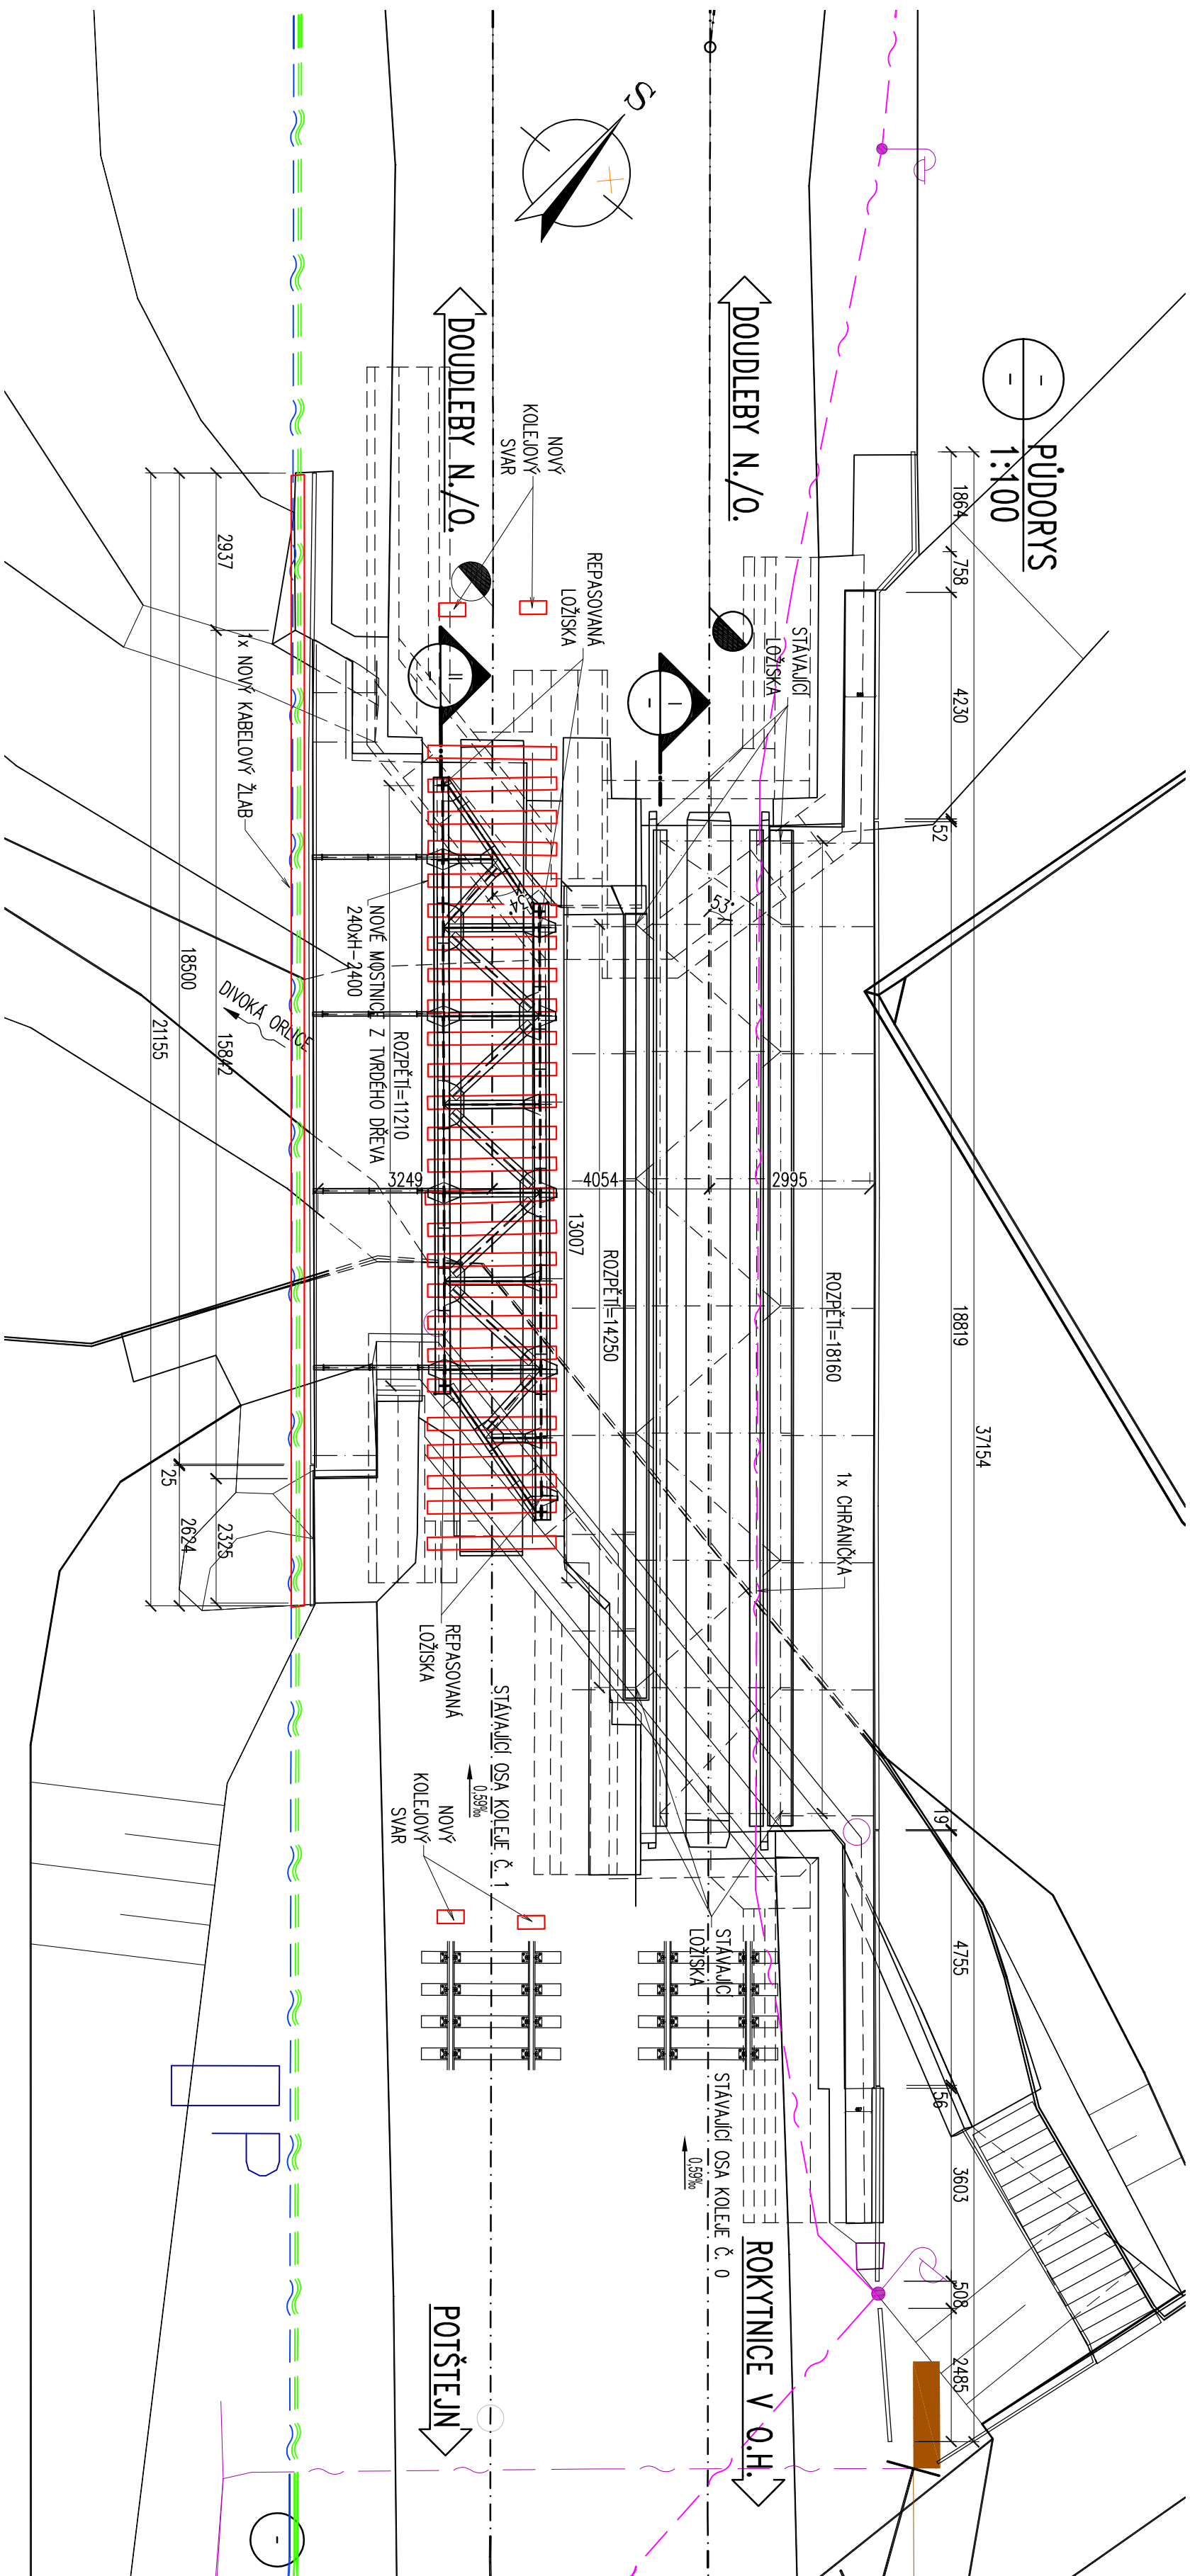 PŮDORYS
1:100
S
DOUDLEBY N./O.
DOUDLEBY N./O.
NOVÝ
KOLEJOVÝ
SVAR
REPASOVANÁ
LOŽISKA
STÁVAJÍCÍ
LOŽISKA
1864
758
4230
52
18819
37154
19
4755
56
3603
508
2485
2937
1x NOVÝ KABELOVÝ ŽLAB
18500
21155
15842
DIVOKÁ ORLICE
NOVÉ MOSTNICE Z TVRDÉHO DŘEVA
240xH-2400
ROZPĚTÍ=11210
3249
4054
2995
13007
ROZPĚTÍ=14250
ROZPĚTÍ=18160
53°
1x CHRÁNIČKA
25
2624
2325
REPASOVANÁ
LOŽISKA
STÁVAJÍCÍ OSA KOLEJE Č. 1
0,59‰
NOVÝ
KOLEJOVÝ
SVAR
STÁVAJÍC
LOŽISKA
STÁVAJÍCÍ OSA KOLEJE Č. 0
0,59‰
ROKYTNICE V O.H.
POTŠTEJN
P